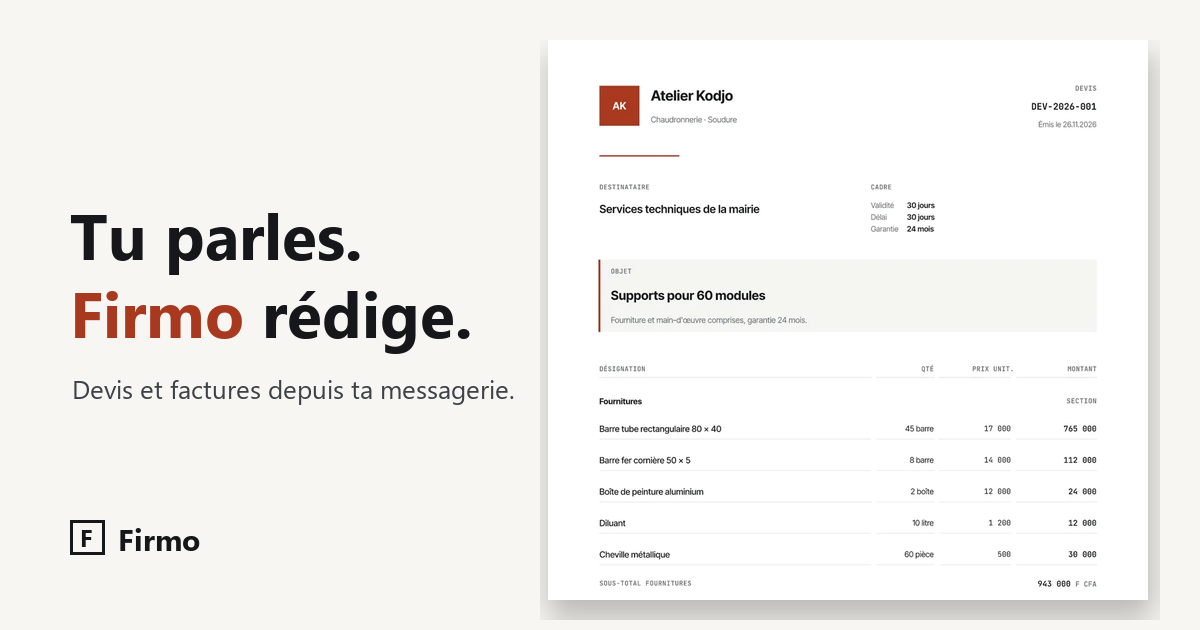 Tu parles.
Firmo rédige.
Devis et factures depuis ta messagerie.
F Firmo
AK
Atelier Kodjo
Chaudronnerie · Soudure
DEVIS
DEV-2026-001
Émis le 26.11.2026
DESTINATAIRE
Services techniques de la mairie
CADRE
Validité 30 jours
Délai 30 jours
Garantie 24 mois
OBJET
Supports pour 60 modules
Fourniture et main-d'œuvre comprises, garantie 24 mois.
DÉSIGNATION QTÉ PRIX UNIT. MONTANT
Fournitures SECTION
Barre tube rectangulaire 80 × 40 45 barre 17 000 765 000
Barre fer cornière 50 × 5 8 barre 14 000 112 000
Boîte de peinture aluminium 2 boîte 12 000 24 000
Diluant 10 litre 1 200 12 000
Cheville métallique 60 pièce 500 30 000
SOUS-TOTAL FOURNITURES 943 000 F CFA